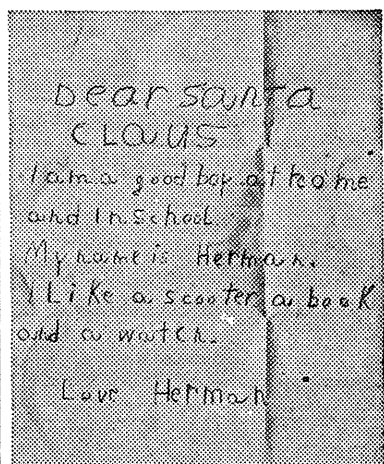 Dear Santa
Claus
I am a good boy at home
and in school
My name is Herman.
I Like a scooter a book
and a watch.
Love Herman